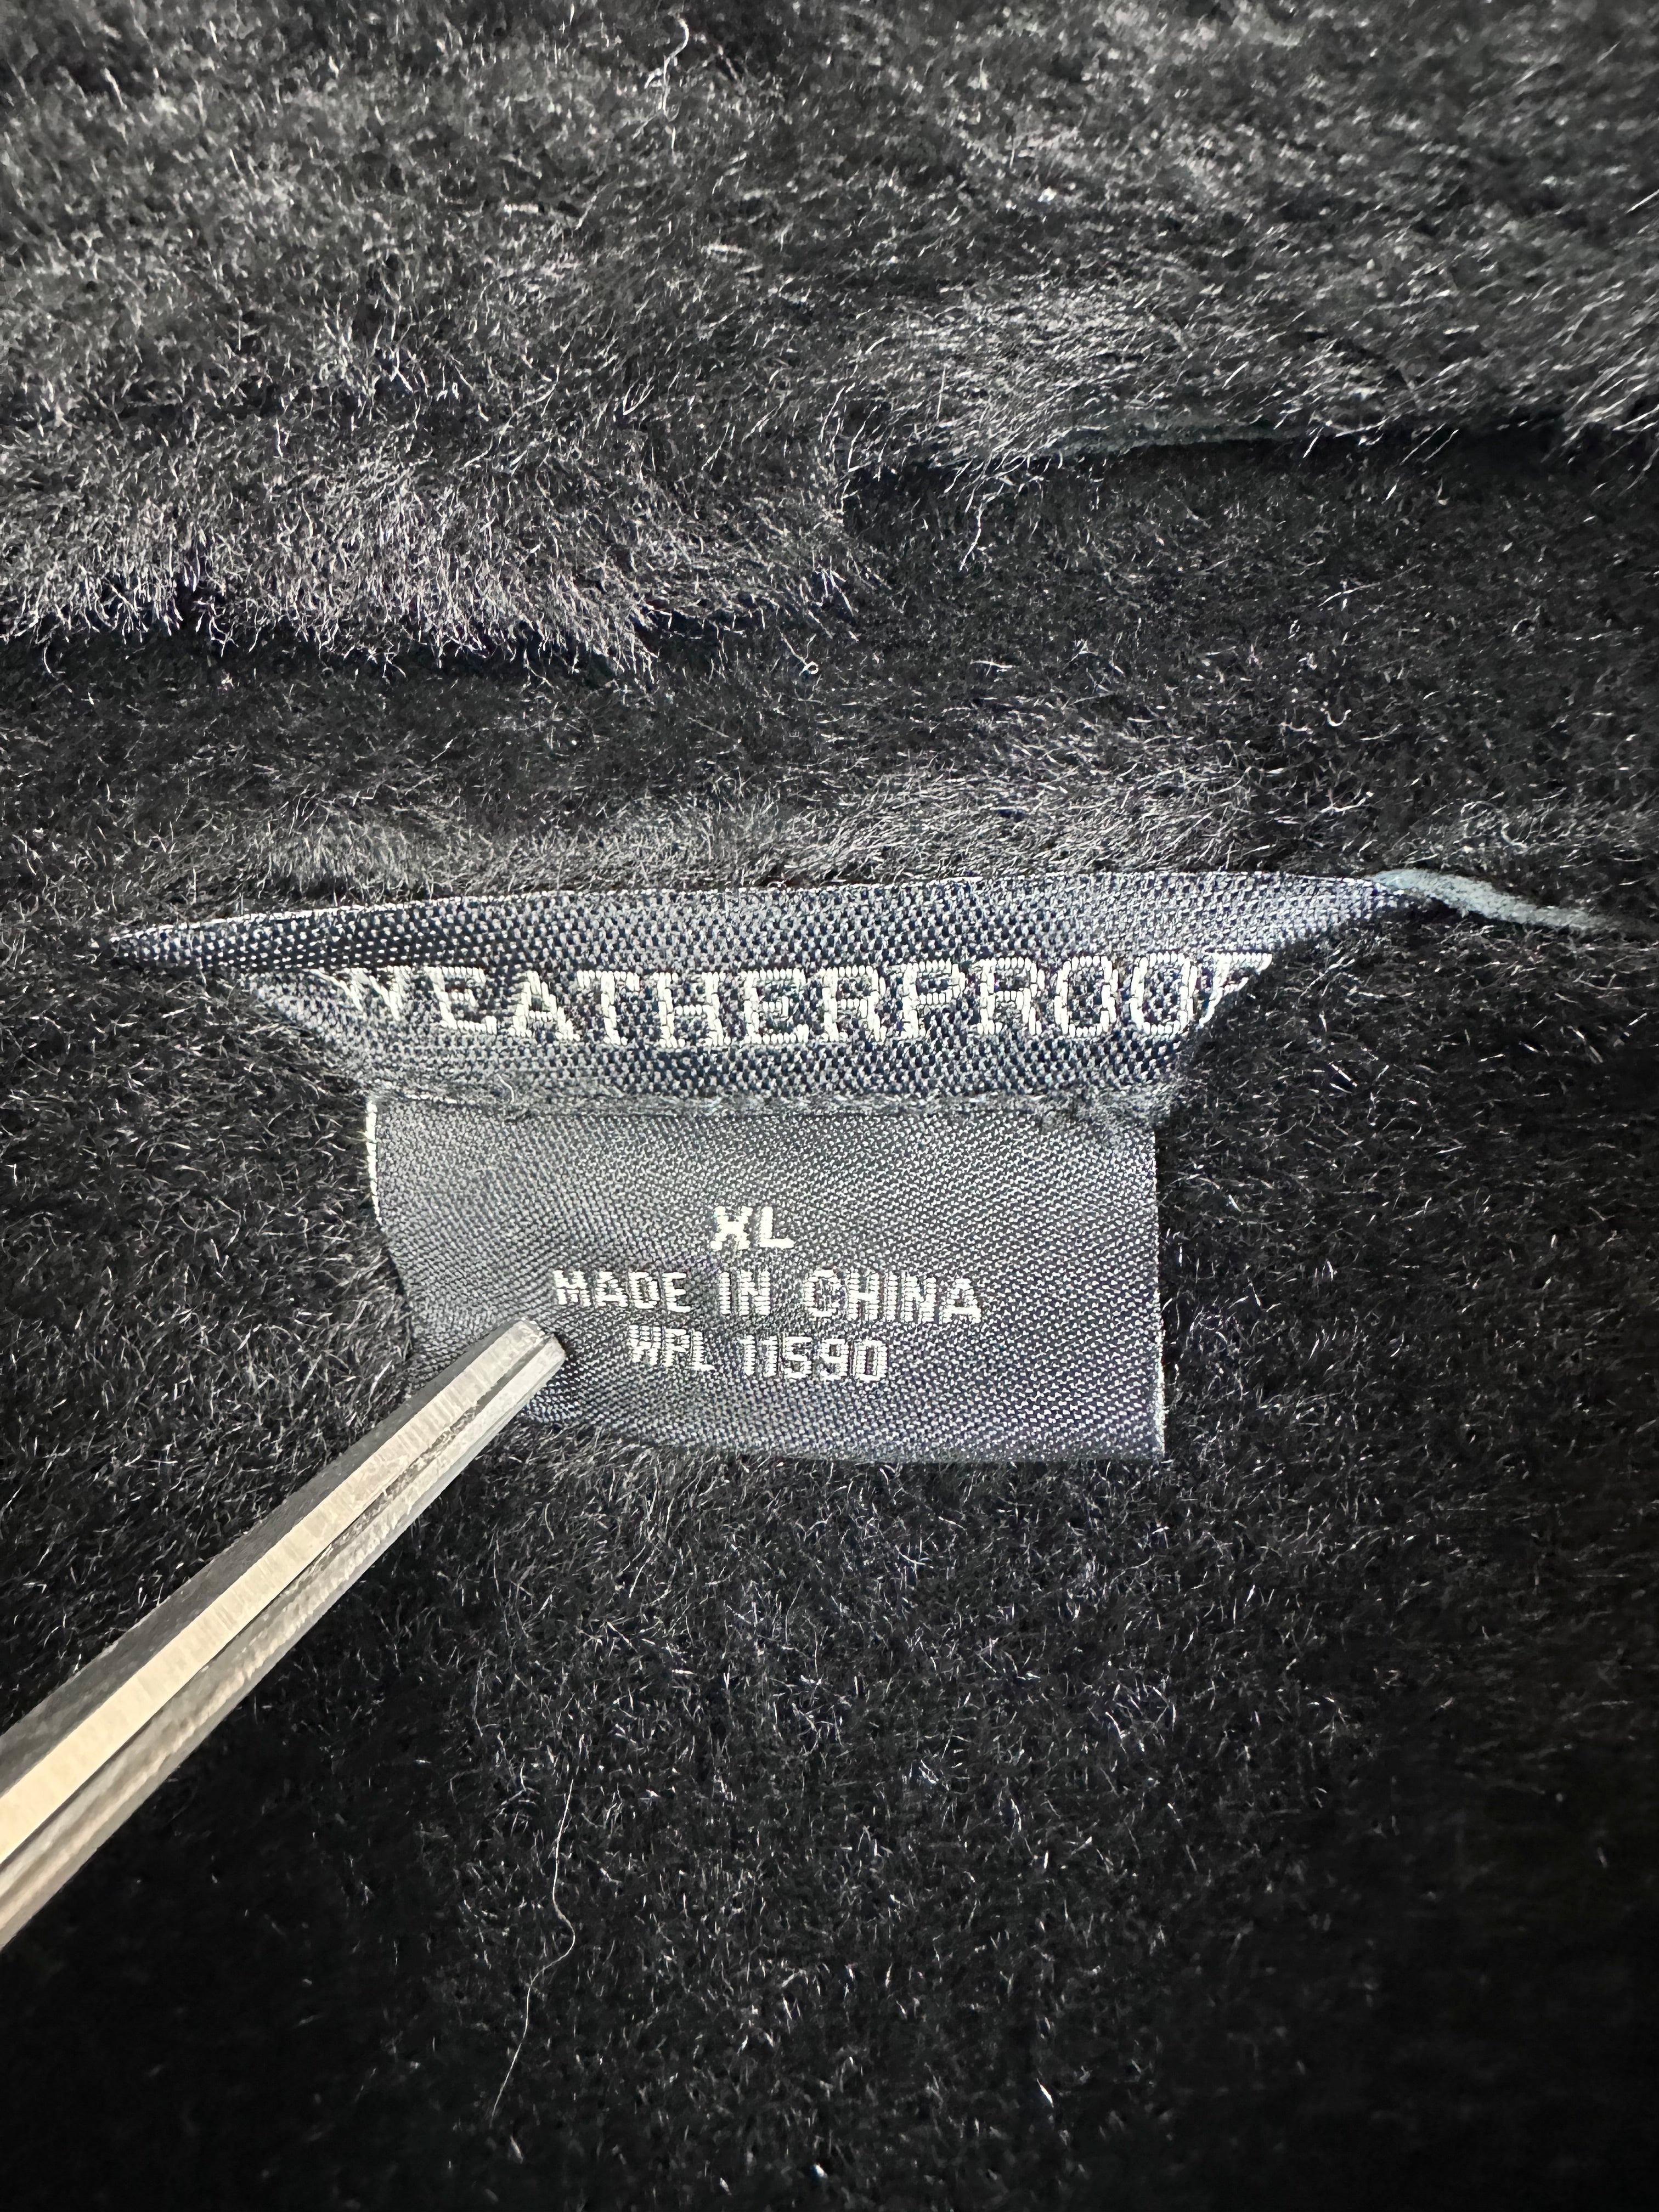 WEATHERPROOF
XL
MADE IN CHINA
WPL 11590